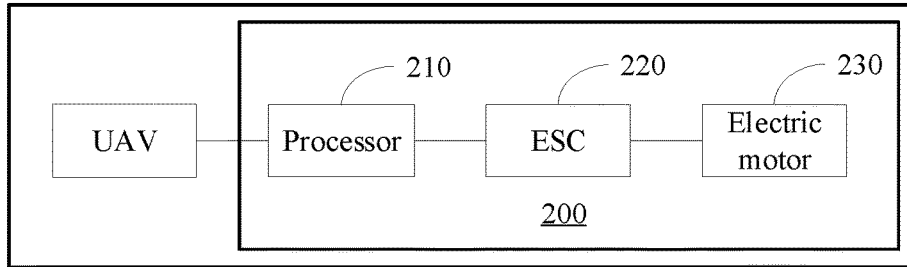 210
220
230
UAV
Processor
ESC
Electric
motor
200